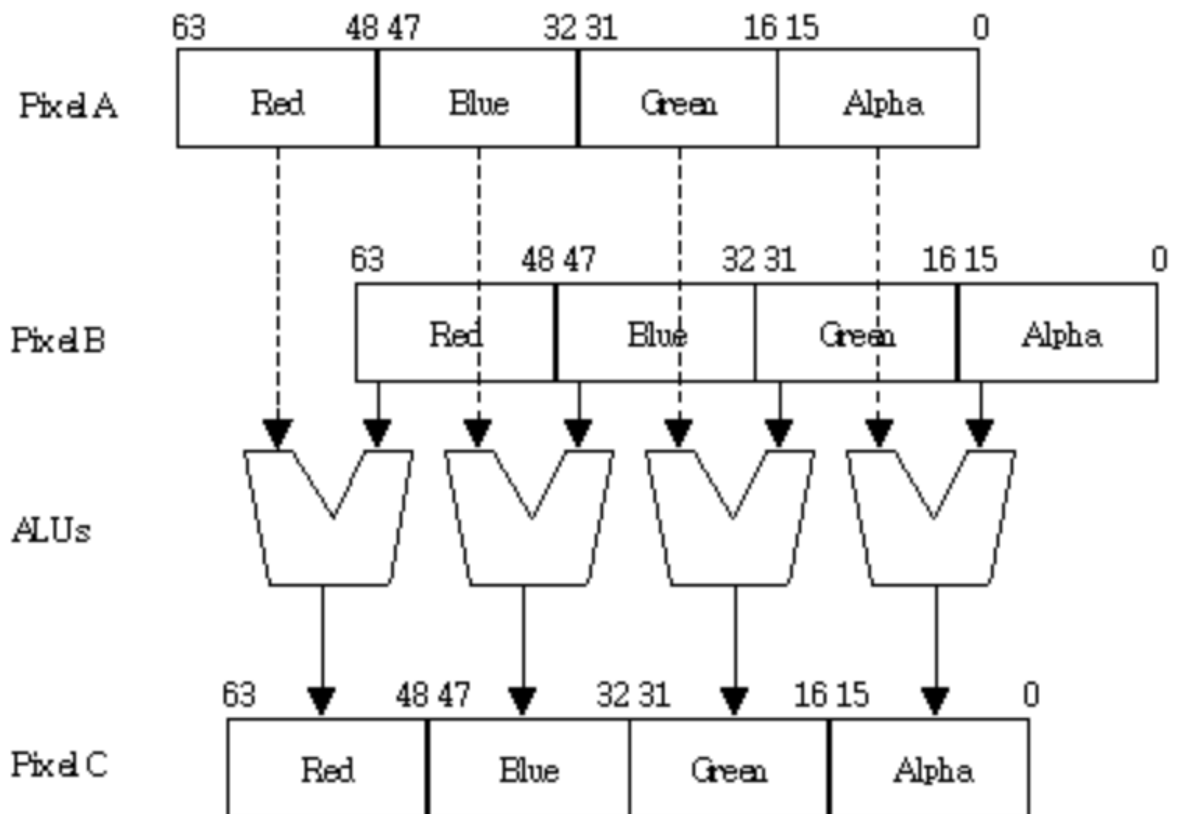 63 48 47 32 31 16 15 0
Pixel A Red Blue Green Alpha
63 48 47 32 31 16 15 0
Pixel B Red Blue Green Alpha
ALUs
63 48 47 32 31 16 15 0
Pixel C Red Blue Green Alpha